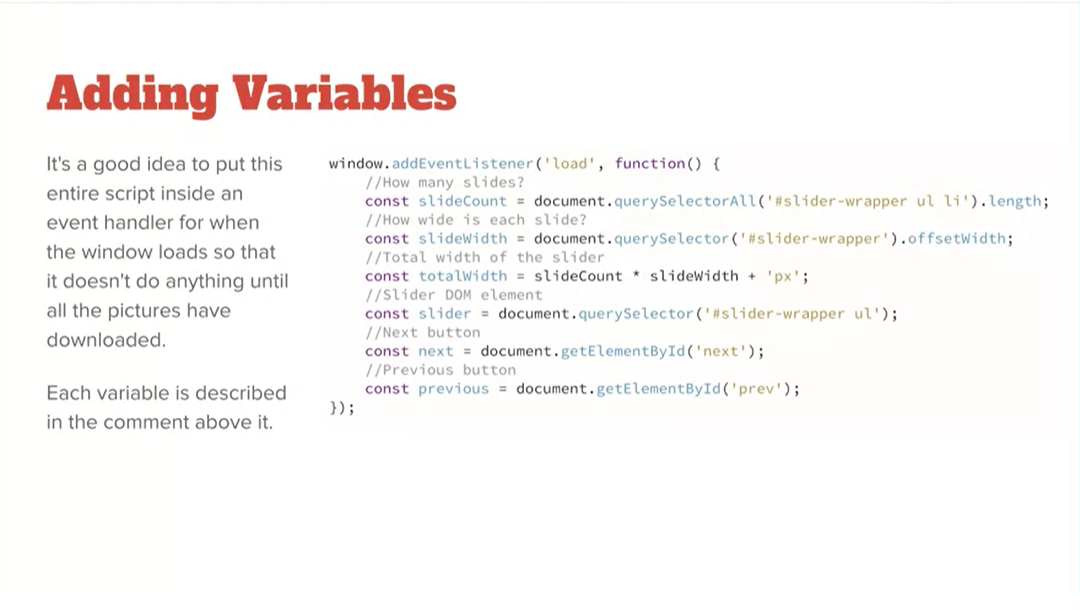 Adding Variables
It's a good idea to put this
entire script inside an
event handler for when
the window loads so that
it doesn't do anything until
all the pictures have
downloaded.
Each variable is described
in the comment above it.
window.addEventListener('load', function() {
    //How many slides?
    const slideCount = document.querySelectorAll('#slider-wrapper ul li').length;
    //How wide is each slide?
    const slideWidth = document.querySelector('#slider-wrapper').offsetWidth;
    //Total width of the slider
    const totalWidth = slideCount * slideWidth + 'px';
    //Slider DOM element
    const slider = document.querySelector('#slider-wrapper ul');
    //Next button
    const next = document.getElementById('next');
    //Previous button
    const previous = document.getElementById('prev');
});